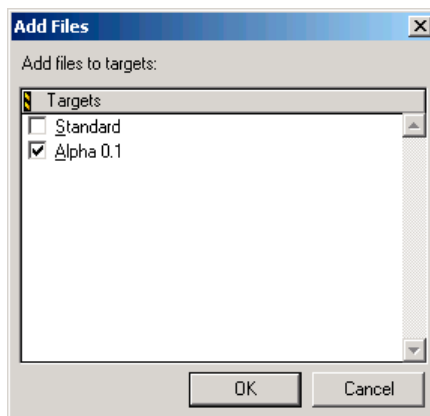 Add Files
Add files to targets:
Targets
Standard
Alpha 0.1
OK
Cancel